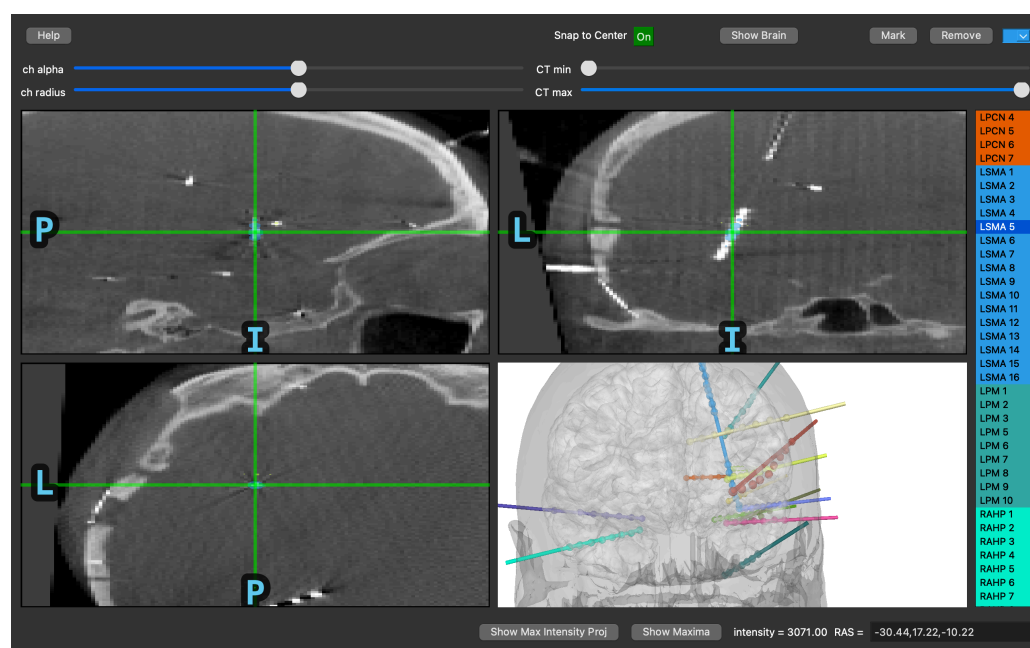 Help
Snap to Center On
Show Brain
Mark
Remove
ch alpha
CT min
ch radius
CT max
P
I
L
I
L
P
LPCN 4
LPCN 5
LPCN 6
LPCN 7
LSMA 1
LSMA 2
LSMA 3
LSMA 4
LSMA 5
LSMA 6
LSMA 7
LSMA 8
LSMA 9
LSMA 10
LSMA 11
LSMA 12
LSMA 13
LSMA 14
LSMA 15
LSMA 16
LPM 1
LPM 2
LPM 3
LPM 5
LPM 6
LPM 7
LPM 8
LPM 9
LPM 10
RAHP 1
RAHP 2
RAHP 3
RAHP 4
RAHP 5
RAHP 6
RAHP 7
Show Max Intensity Proj
Show Maxima
intensity = 3071.00
RAS = -30.44,17.22,-10.22